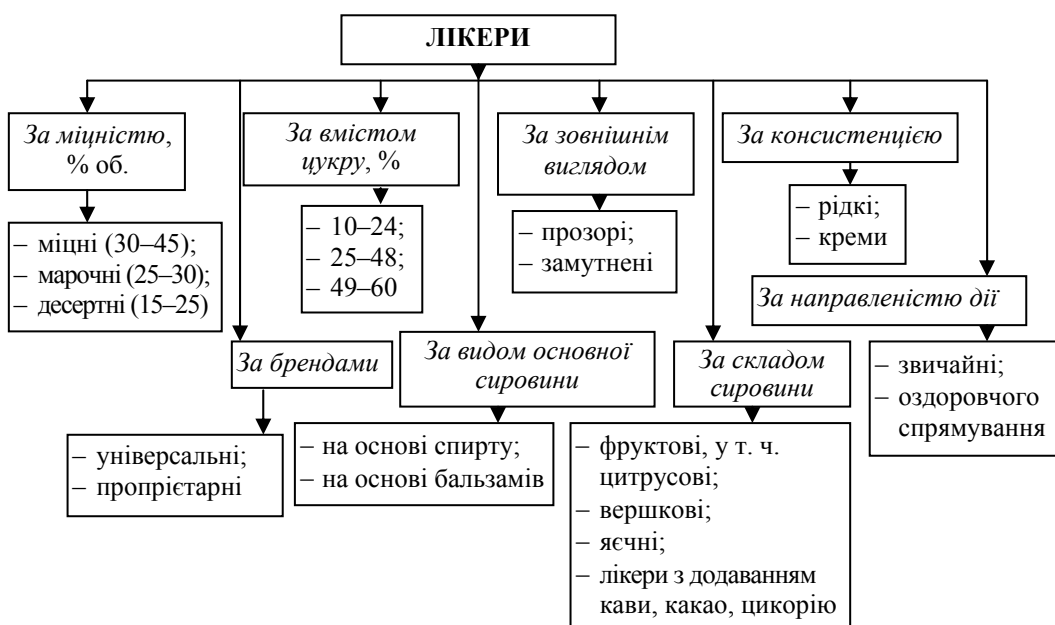 ЛІКЕРИ
За міцністю,
% об.
– міцні (30–45);
– марочні (25–30);
– десертні (15–25)
За вмістом
цукру, %
– 10–24;
– 25–48;
– 49–60
За зовнішнім
виглядом
– прозорі;
– замутнені
За консистенцією
– рідкі;
– креми
За брендами
– універсальні;
– пропрієтарні
За видом основної
сировини
– на основі спирту;
– на основі бальзамів
За складом
сировини
– фруктові, у т. ч.
цитрусові;
– вершкові;
– яєчні;
– лікери з додаванням
кави, какао, цикорію
За направленістю дії
– звичайні;
– оздоровчого
спрямування